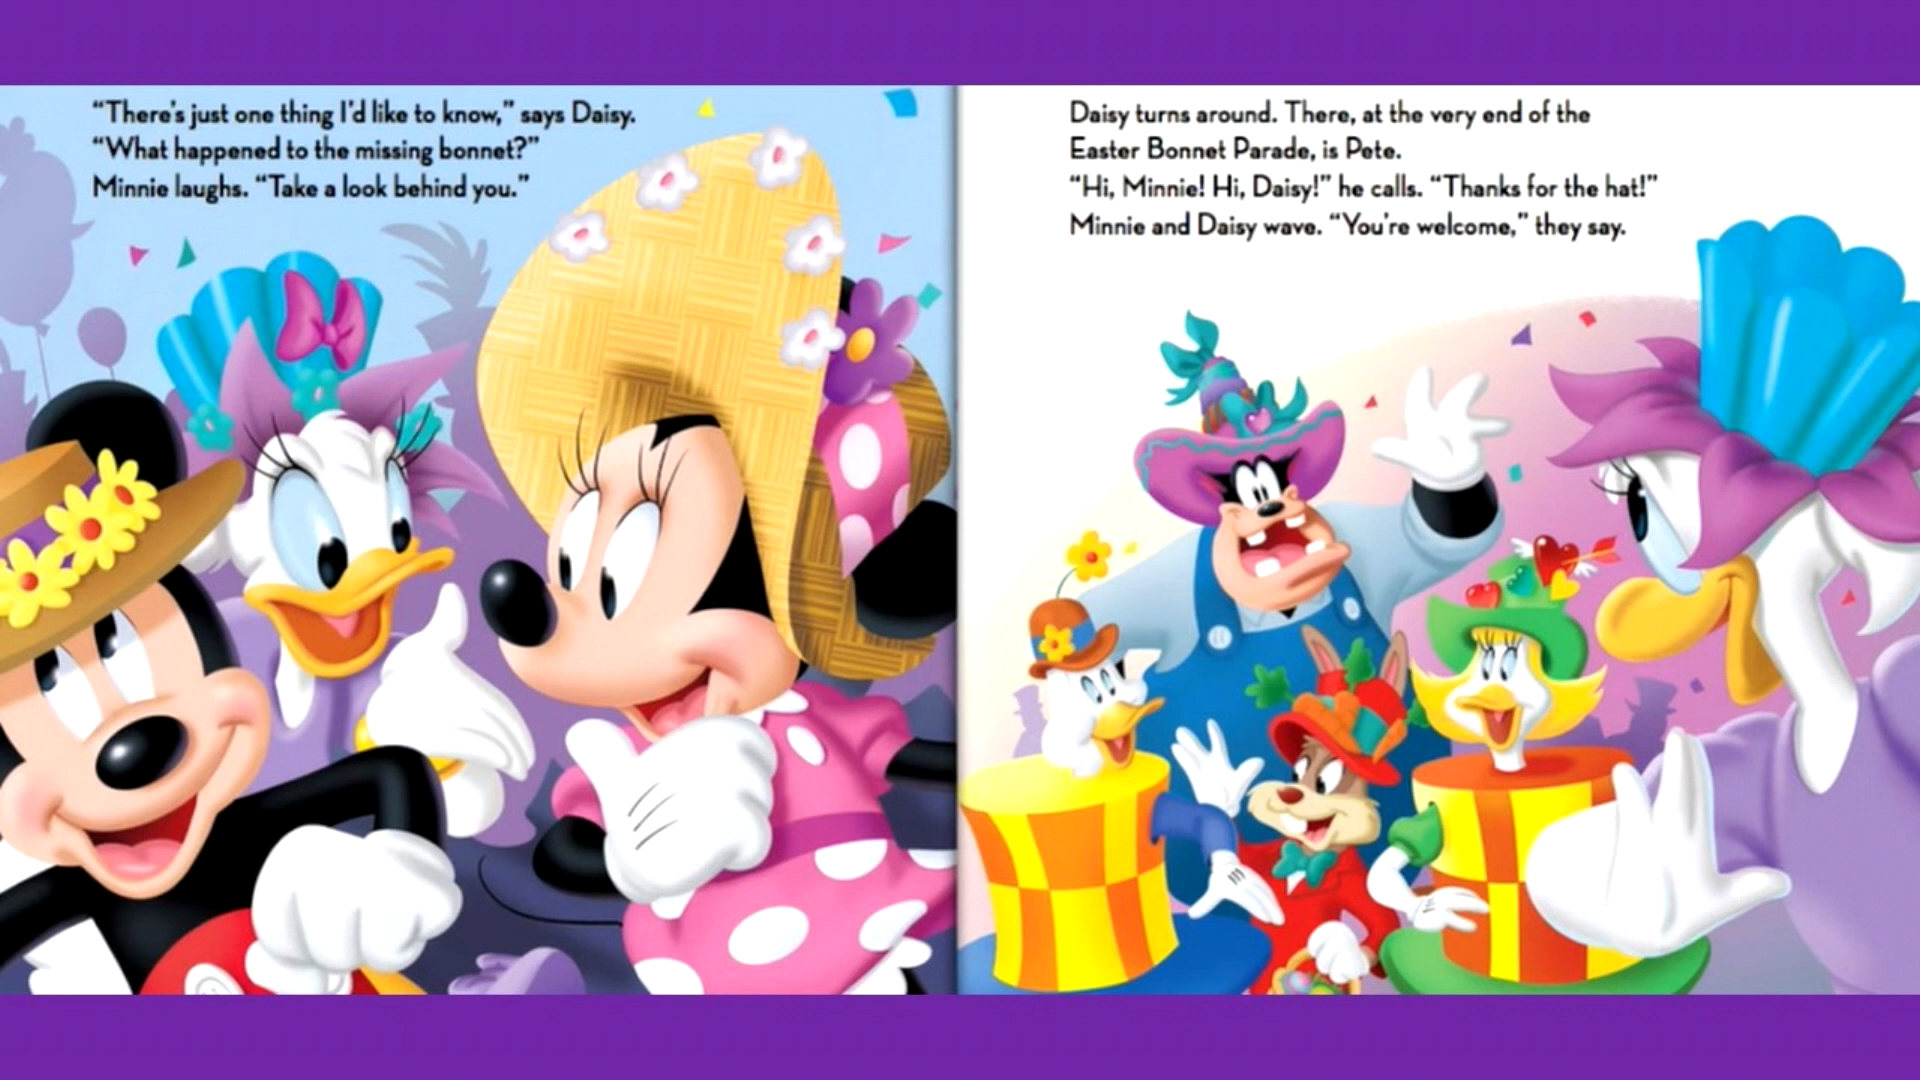 “There’s just one thing I’d like to know,” says Daisy.
“What happened to the missing bonnet?”
Minnie laughs. “Take a look behind you.”
Daisy turns around. There, at the very end of the
Easter Bonnet Parade, is Pete.
“Hi, Minnie! Hi, Daisy!” he calls. “Thanks for the hat!”
Minnie and Daisy wave. “You’re welcome,” they say.